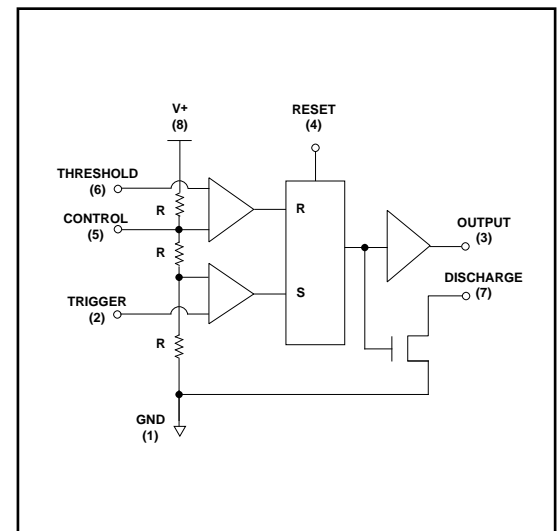 V+
(8)
RESET
(4)
THRESHOLD
(6)
R
CONTROL
(5)
R
R
OUTPUT
(3)
DISCHARGE
(7)
TRIGGER
(2)
S
R
GND
(1)